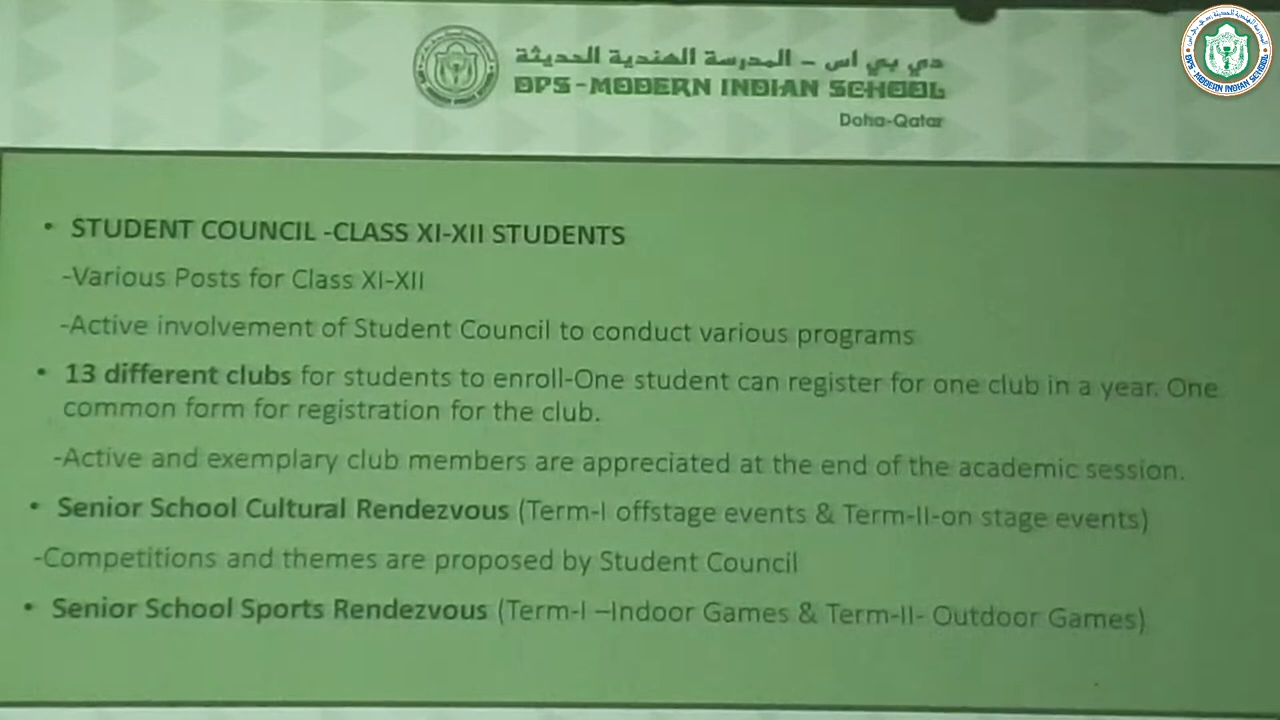 دي بي اس – المدرسة الهندية الحديثة
DPS-MODERN INDIAN SCHOOL
Doha-Qatar
DPS-MODERN INDIAN SCHOOL
• STUDENT COUNCIL -CLASS XI-XII STUDENTS
-Various Posts for Class XI-XII
-Active involvement of Student Council to conduct various programs
• 13 different clubs for students to enroll-One student can register for one club in a year. One
common form for registration for the club.
-Active and exemplary club members are appreciated at the end of the academic session.
• Senior School Cultural Rendezvous (Term-I offstage events & Term-II-on stage events)
-Competitions and themes are proposed by Student Council
• Senior School Sports Rendezvous (Term-I –Indoor Games & Term-II- Outdoor Games)